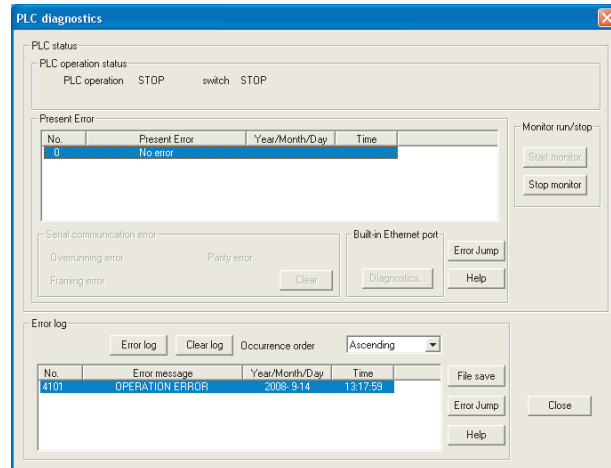 PLC diagnostics
PLC status
PLC operation status
PLC operation STOP switch STOP
Present Error
No. Present Error Year/Month/Day Time
0 No error
Monitor run/stop
Start monitor
Stop monitor
Serial communication error
Overrunning error Parity error
Framing error Clear
Built-in Ethernet port
Diagnostics...
Error Jump
Help
Error log
Error log Clear log Occurrence order Ascending
No. Error message Year/Month/Day Time
4101 OPERATION ERROR 2008- 9-14 13:17:59
File save
Error Jump
Help
Close